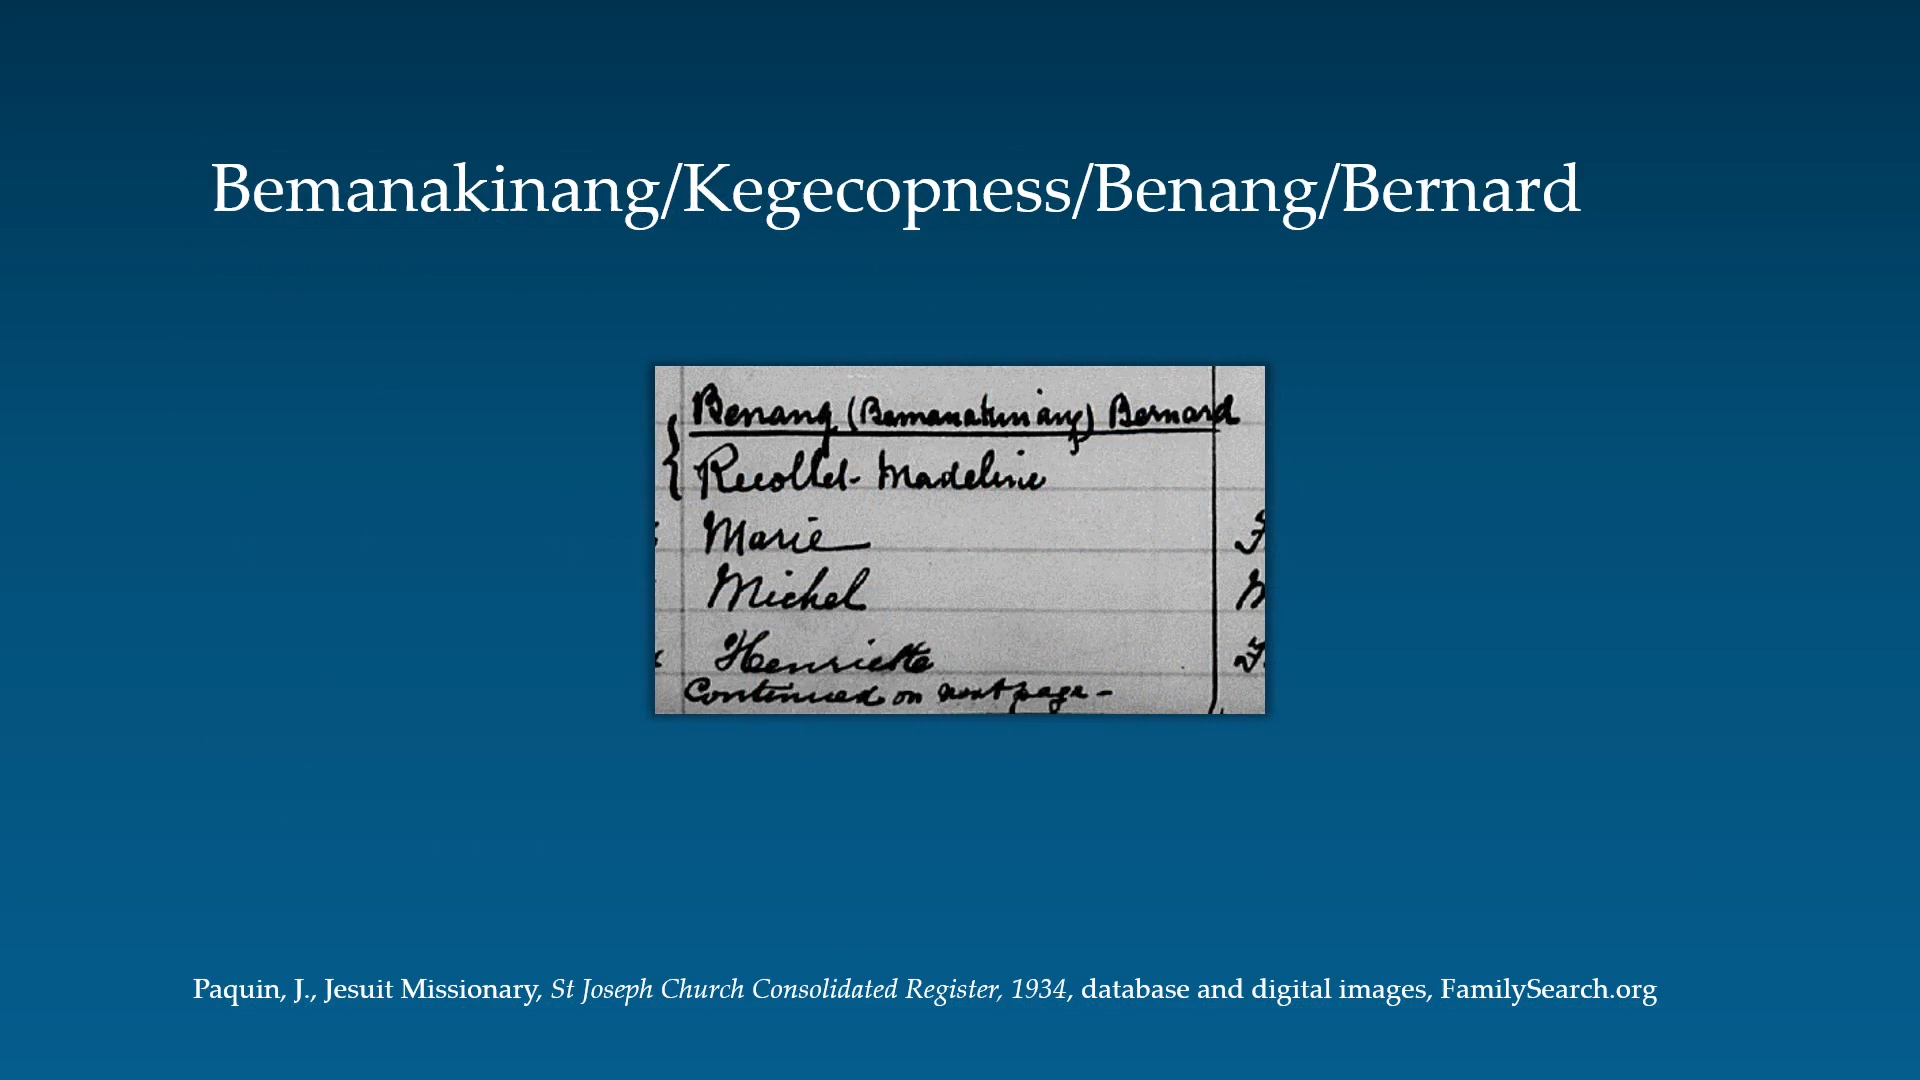 Bemanakinang/Kegecopness/Benang/Bernard
Benang (Bemanakinang) Bernard
Recollet- Madeline
Marie
Michel
Henriette
Continued on next page -
F
M
F
Paquin, J., Jesuit Missionary, St Joseph Church Consolidated Register, 1934, database and digital images, FamilySearch.org